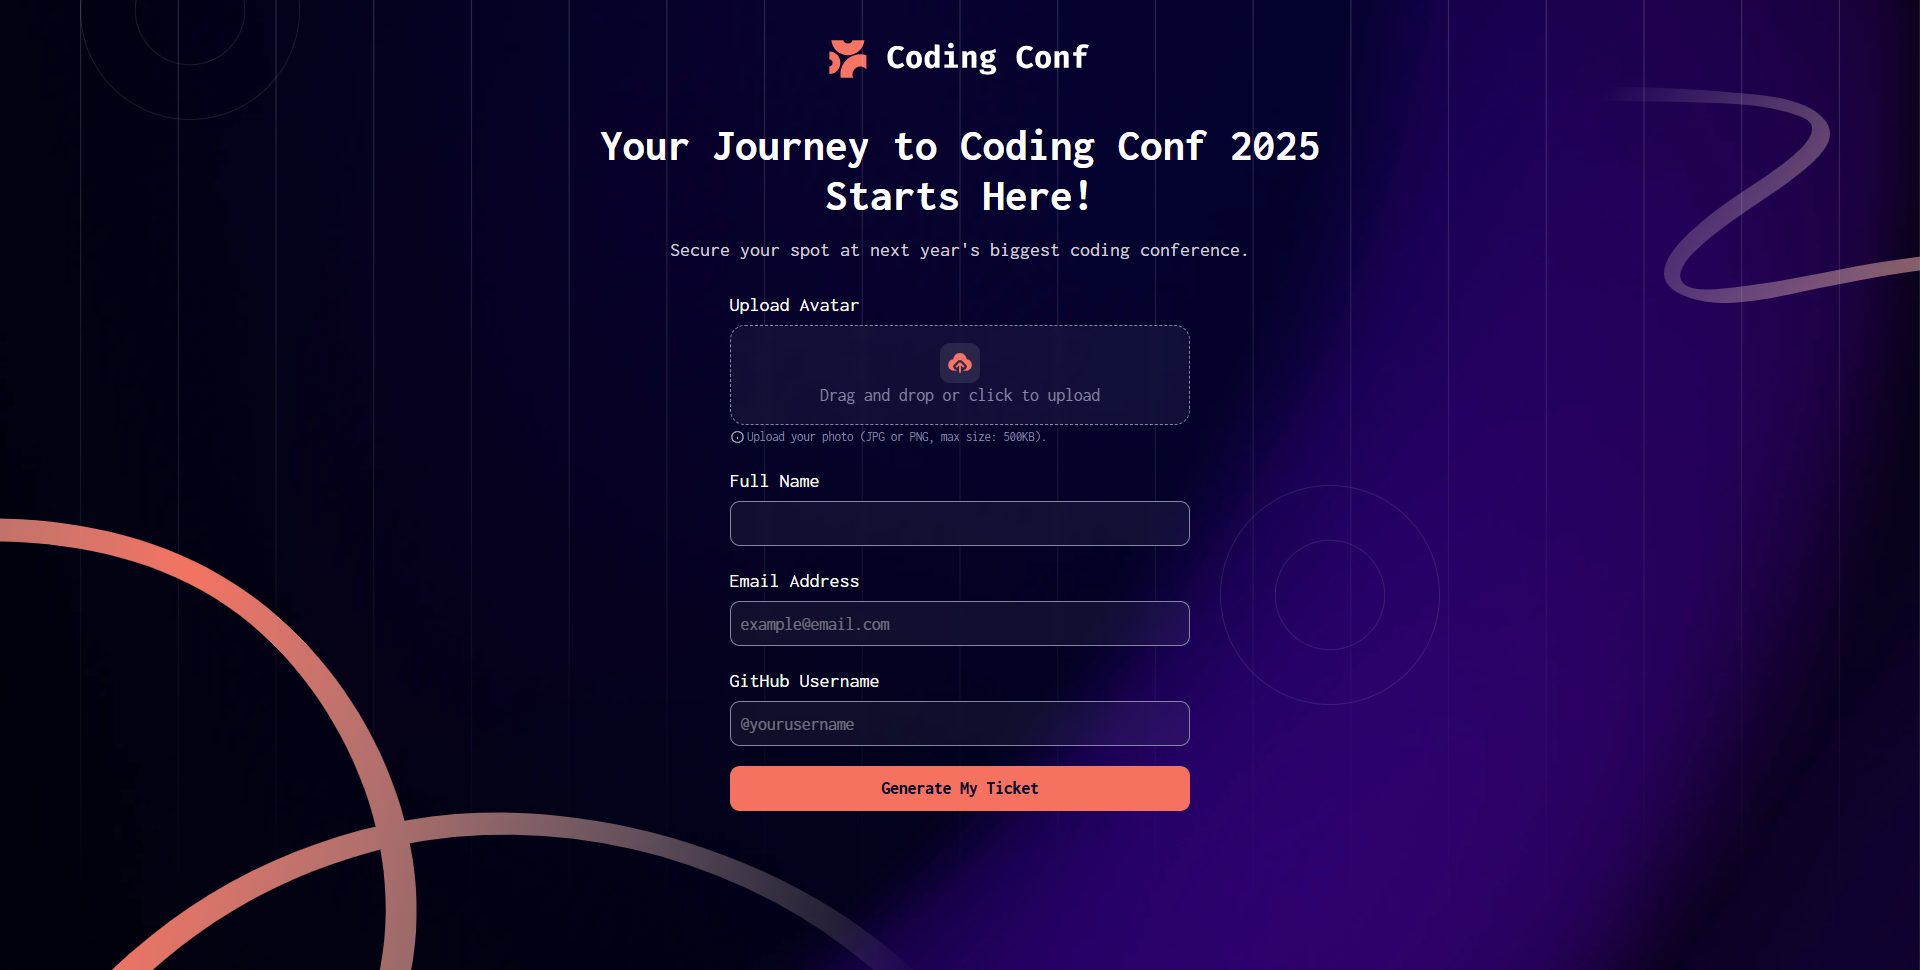 Coding Conf
Your Journey to Coding Conf 2025
Starts Here!
Secure your spot at next year's biggest coding conference.
Upload Avatar
Drag and drop or click to upload
Upload your photo (JPG or PNG, max size: 500KB).
Full Name
Email Address
example@email.com
GitHub Username
@yourusername
Generate My Ticket